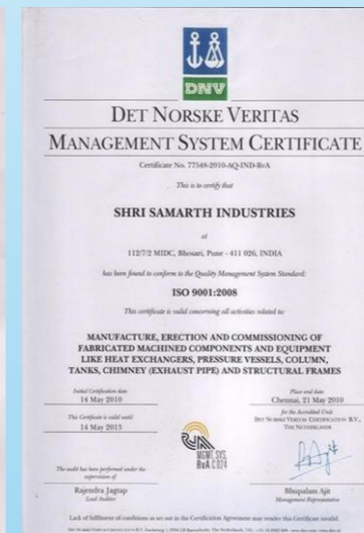 DNV
DET NORSKE VERITAS
MANAGEMENT SYSTEM CERTIFICATE
Certificate No. 77548-2010-AQ-IND-RvA
This is to certify that
SHRI SAMARTH INDUSTRIES
at
112/7/2 MIDC, Bhosari, Pune - 411 026, INDIA
has been found to conform to the Quality Management System Standard:
ISO 9001:2008
This certificate is valid concerning all activities related to:
MANUFACTURE, ERECTION AND COMMISSIONING OF
FABRICATED MACHINED COMPONENTS AND EQUIPMENT
LIKE HEAT EXCHANGERS, PRESSURE VESSELS, COLUMN,
TANKS, CHIMNEY (EXHAUST PIPE) AND STRUCTURAL FRAMES
Initial Certification date:
14 May 2010
Place and date:
Chennai, 21 May 2010
This Certificate is valid until:
14 May 2013
for the Accredited Unit:
DET NORSKE VERITAS CERTIFICATION B.V.,
THE NETHERLANDS
MGMT. SYS.
RvA C 024
The audit has been performed under the
supervision of
Rajendra Jagtap
Lead Auditor
Bhupalam Ajit
Management Representative
Lack of fulfilment of conditions as set out in the Certification Agreement may render this Certificate invalid.